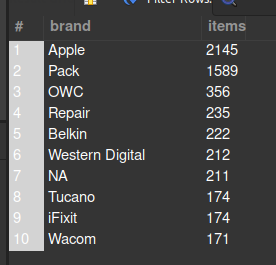 Filter Rows:
# brand items
1 Apple 2145
2 Pack 1589
3 OWC 356
4 Repair 235
5 Belkin 222
6 Western Digital 212
7 NA 211
8 Tucano 174
9 iFixit 174
10 Wacom 171